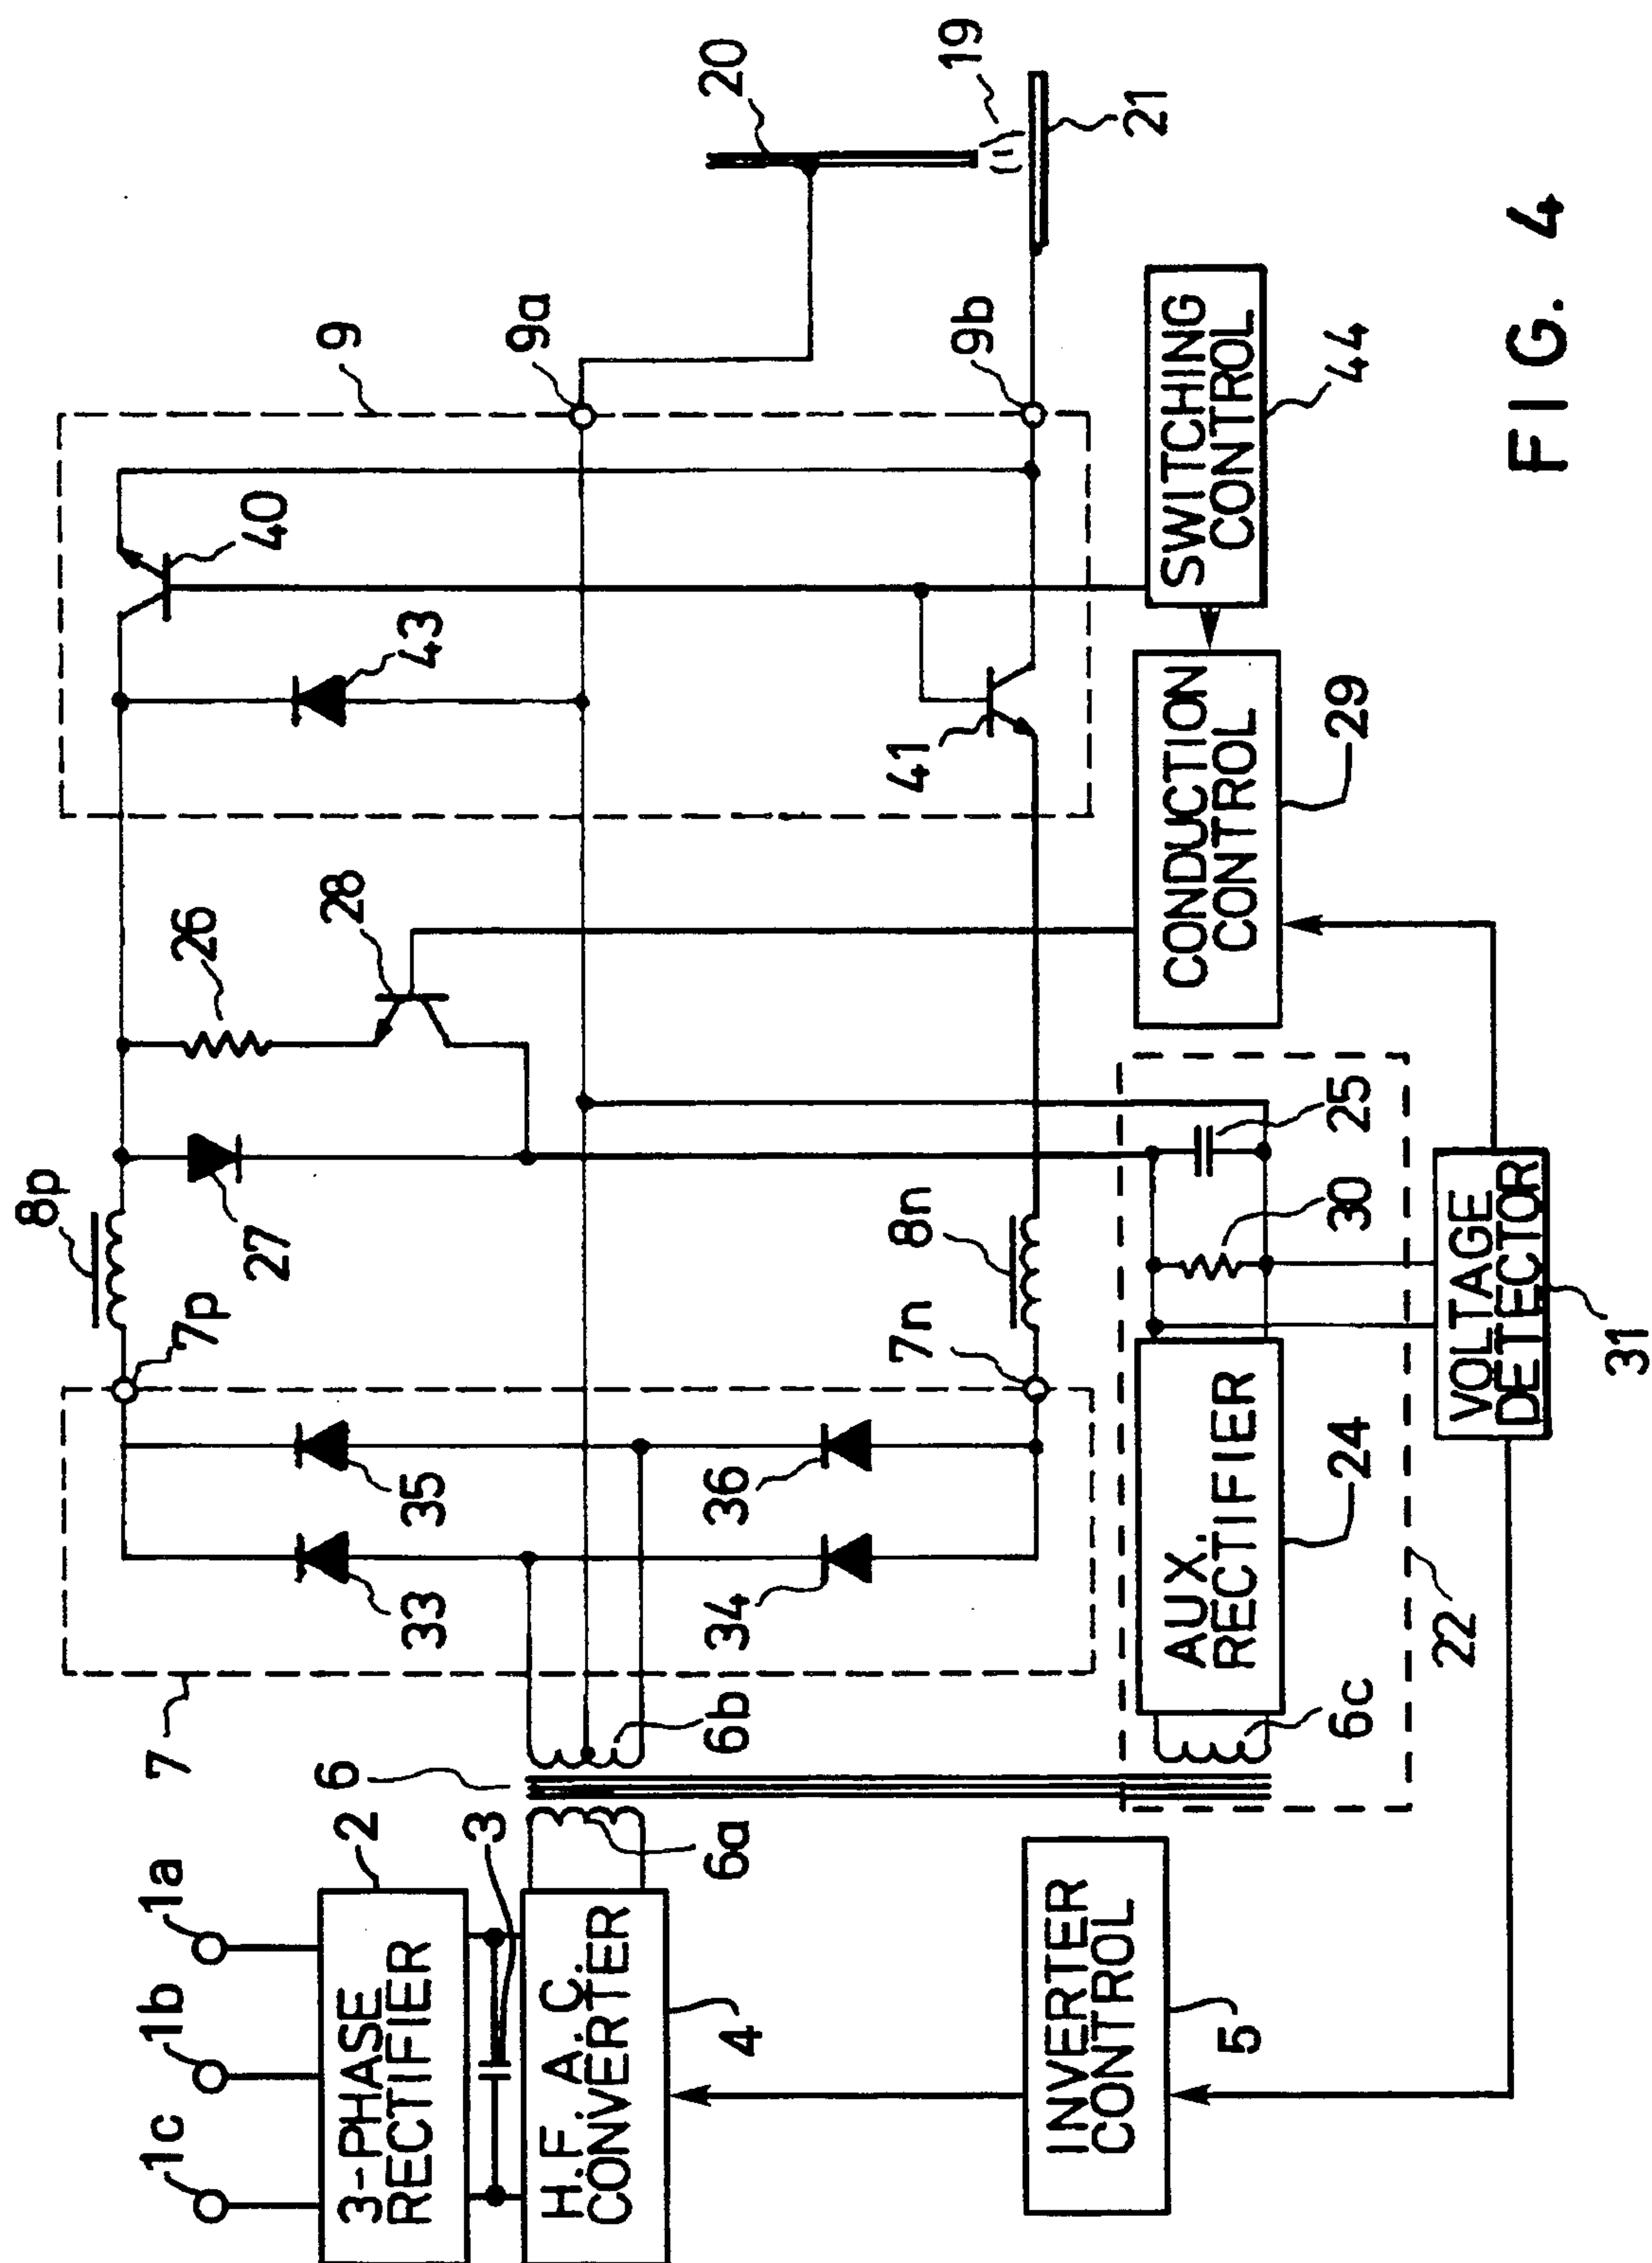 1c
1b
1a
3-PHASE
RECTIFIER
2
3
H.F. A.C.
CONVERTER
4
INVERTER
CONTROL
5
6
6a
6b
6c
7
33
35
34
36
7p
7n
8p
8n
27
26
28
AUX.
RECTIFIER
24
22
30
25
VOLTAGE
DETECTOR
31
CONDUCTION
CONTROL
29
SWITCHING
CONTROL
44
9
43
40
41
9a
9b
20
19
21
FIG. 4